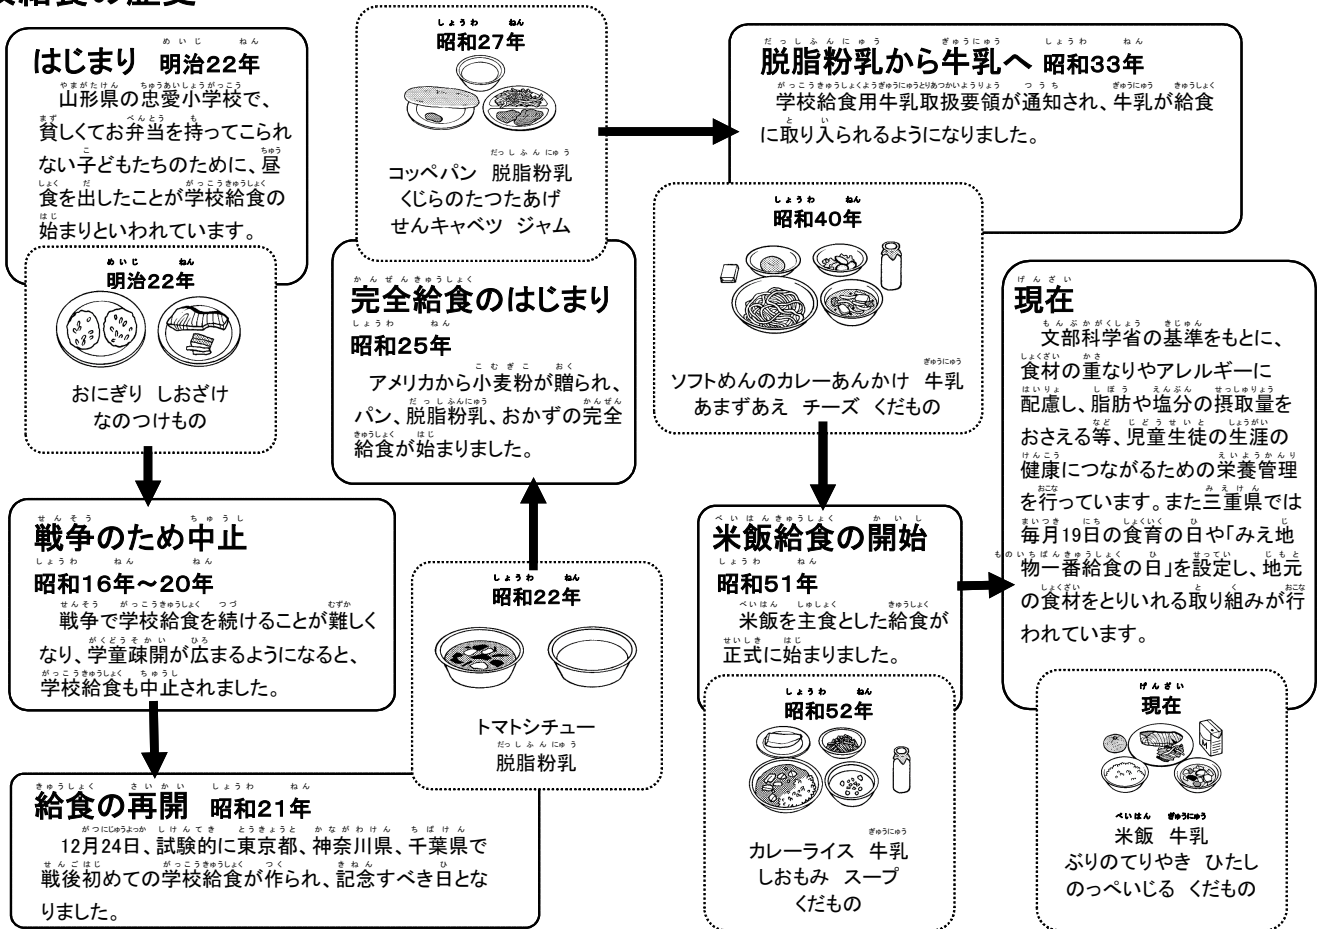 給食の歴史
はじまり 明治22年
山形県の忠愛小学校で、
貧しくてお弁当を持ってこられ
ない子どもたちのために、昼
食を出したことが学校給食の
始まりといわれています。
明治22年
おにぎり しおざけ
なのつけもの
戦争のため中止
昭和16年～20年
戦争で学校給食を続けることが難しく
なり、学童疎開が広まるようになると、
学校給食も中止されました。
給食の再開 昭和21年
12月24日、試験的に東京都、神奈川県、千葉県で
戦後初めての学校給食が作られ、記念すべき日とな
りました。
昭和22年
トマトシチュー
脱脂粉乳
完全給食のはじまり
昭和25年
アメリカから小麦粉が贈られ、
パン、脱脂粉乳、おかずの完全
給食が始まりました。
昭和27年
コッペパン 脱脂粉乳
くじらのたつたあげ
せんキャベツ ジャム
脱脂粉乳から牛乳へ 昭和33年
学校給食用牛乳取扱要領が通知され、牛乳が給食
に取り入られるようになりました。
昭和40年
ソフトめんのカレーあんかけ 牛乳
あまずあえ チーズ くだもの
米飯給食の開始
昭和51年
米飯を主食とした給食が
正式に始まりました。
昭和52年
カレーライス 牛乳
しおもみ スープ
くだもの
現在
文部科学省の基準をもとに、
食材の重なりやアレルギーに
配慮し、脂肪や塩分の摂取量を
おさえる等、児童生徒の生涯の
健康につながるための栄養管理
を行っています。また三重県では
毎月19日の食育の日や「みえ地
物一番給食の日」を設定し、地元
の食材をとりいれる取り組みが行
われています。
現在
米飯 牛乳
ぶりのてりやき ひたし
のっぺいじる くだもの